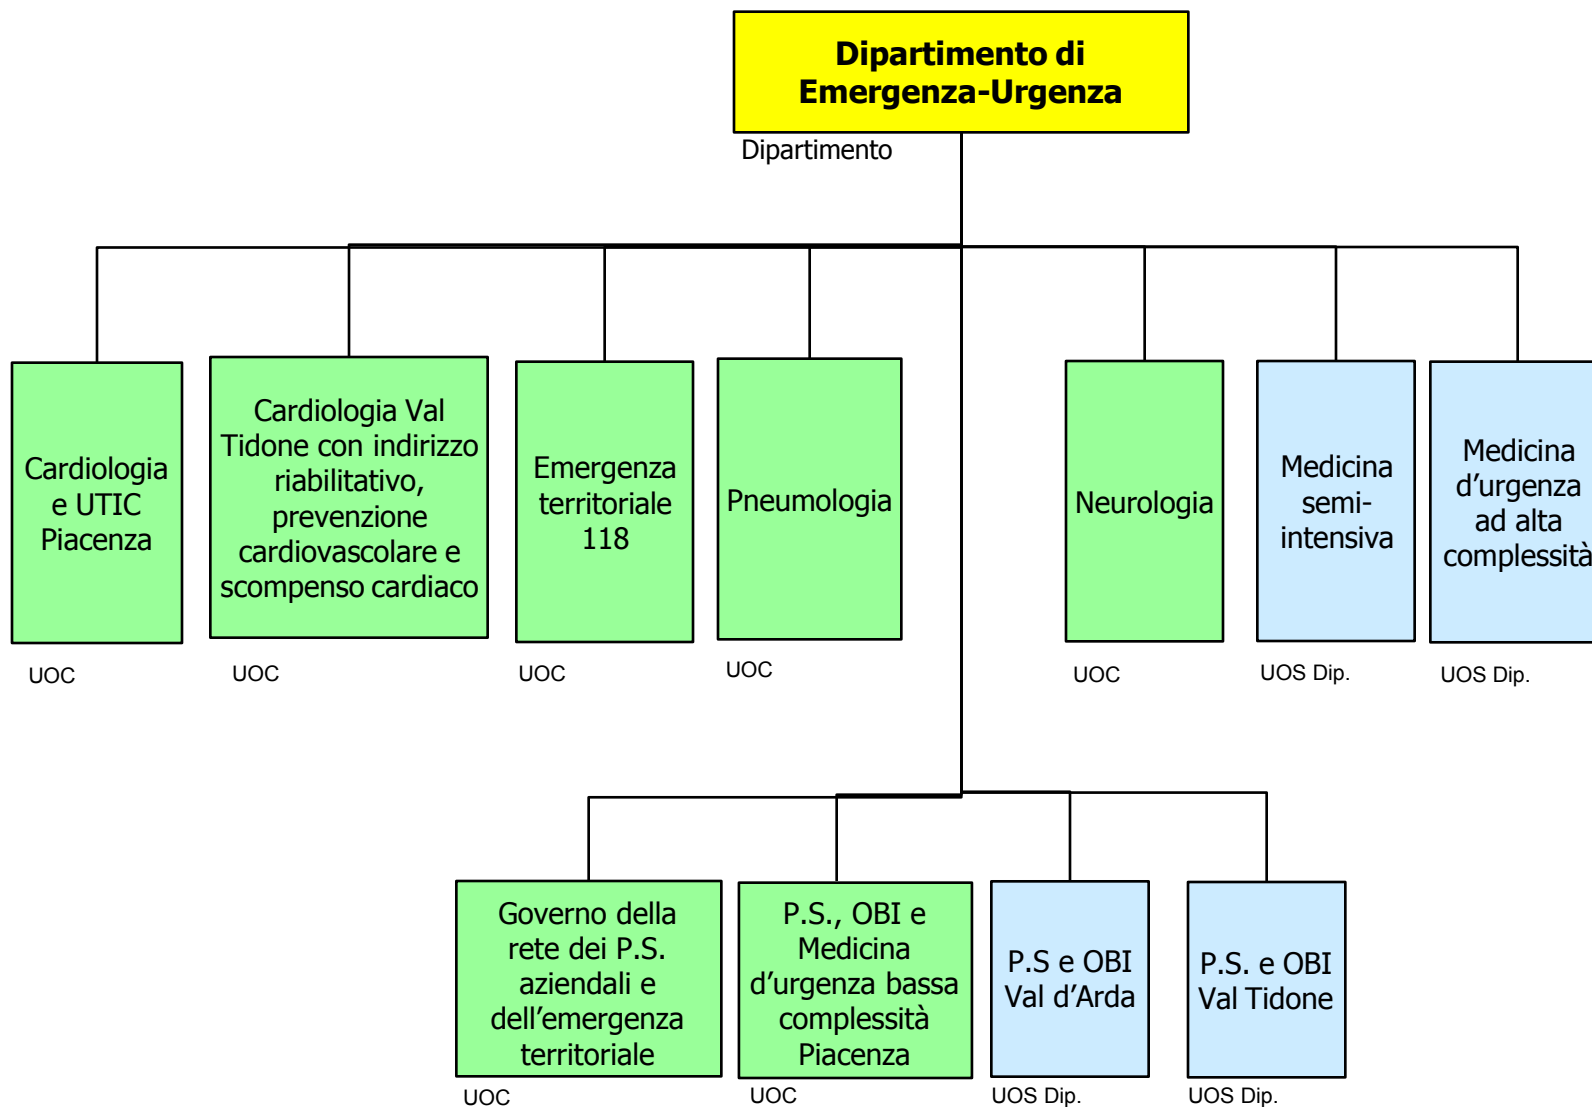 Dipartimento di
Emergenza-Urgenza
Dipartimento
Cardiologia
e UTIC
Piacenza
UOC
Cardiologia Val
Tidone con indirizzo
riabilitativo,
prevenzione
cardiovascolare e
scompenso cardiaco
UOC
Emergenza
territoriale
118
UOC
Pneumologia
UOC
Neurologia
UOC
Medicina
semi-
intensiva
UOS Dip.
Medicina
d’urgenza
ad alta
complessità
UOS Dip.
Governo della
rete dei P.S.
aziendali e
dell’emergenza
territoriale
UOC
P.S., OBI e
Medicina
d’urgenza bassa
complessità
Piacenza
UOC
P.S e OBI
Val d’Arda
UOS Dip.
P.S. e OBI
Val Tidone
UOS Dip.